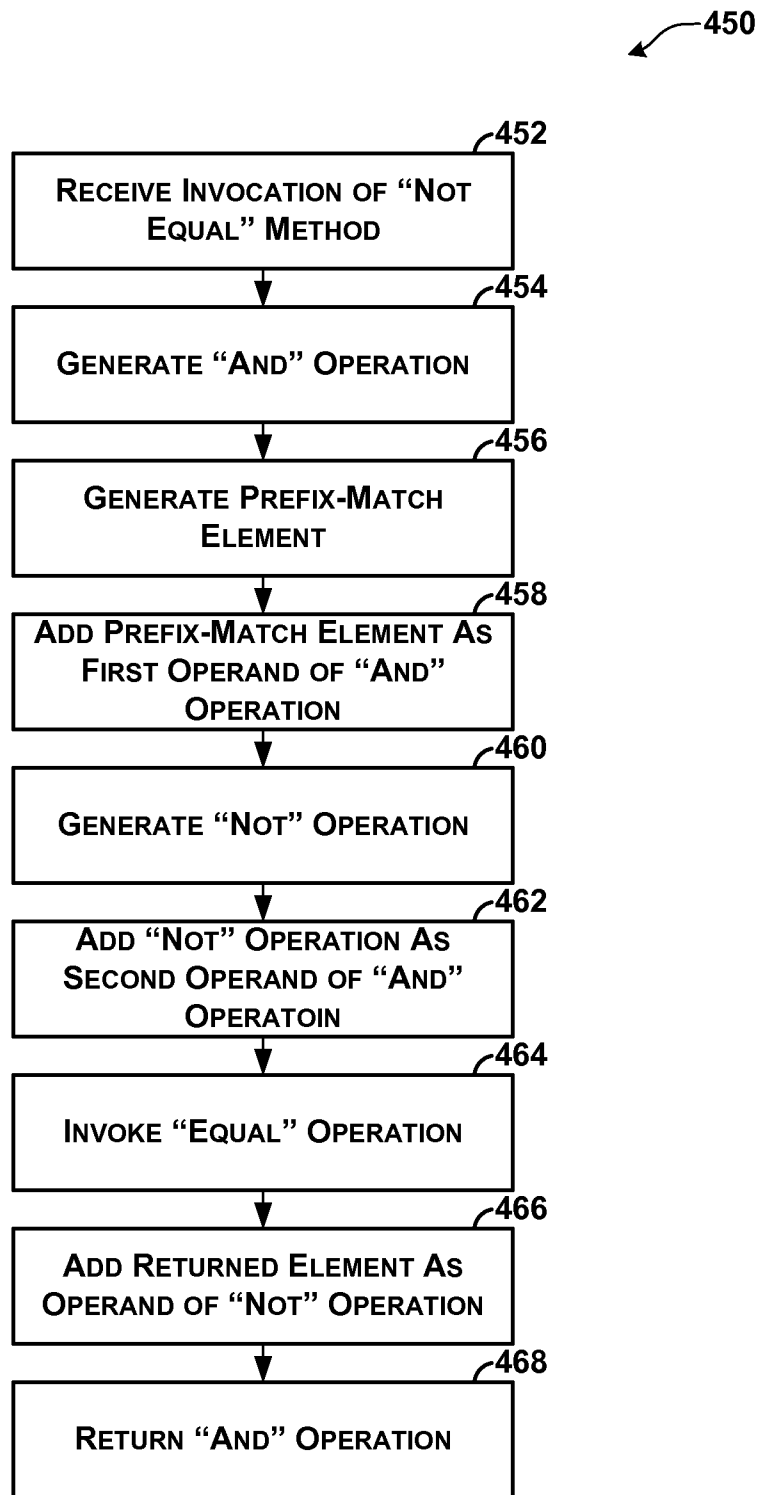 450
452
RECEIVE INVOCATION OF “NOT
EQUAL” METHOD
454
GENERATE “AND” OPERATION
456
GENERATE PREFIX-MATCH
ELEMENT
458
ADD PREFIX-MATCH ELEMENT AS
FIRST OPERAND OF “AND”
OPERATION
460
GENERATE “NOT” OPERATION
462
ADD “NOT” OPERATION AS
SECOND OPERAND OF “AND”
OPERATOIN
464
INVOKE “EQUAL” OPERATION
466
ADD RETURNED ELEMENT AS
OPERAND OF “NOT” OPERATION
468
RETURN “AND” OPERATION